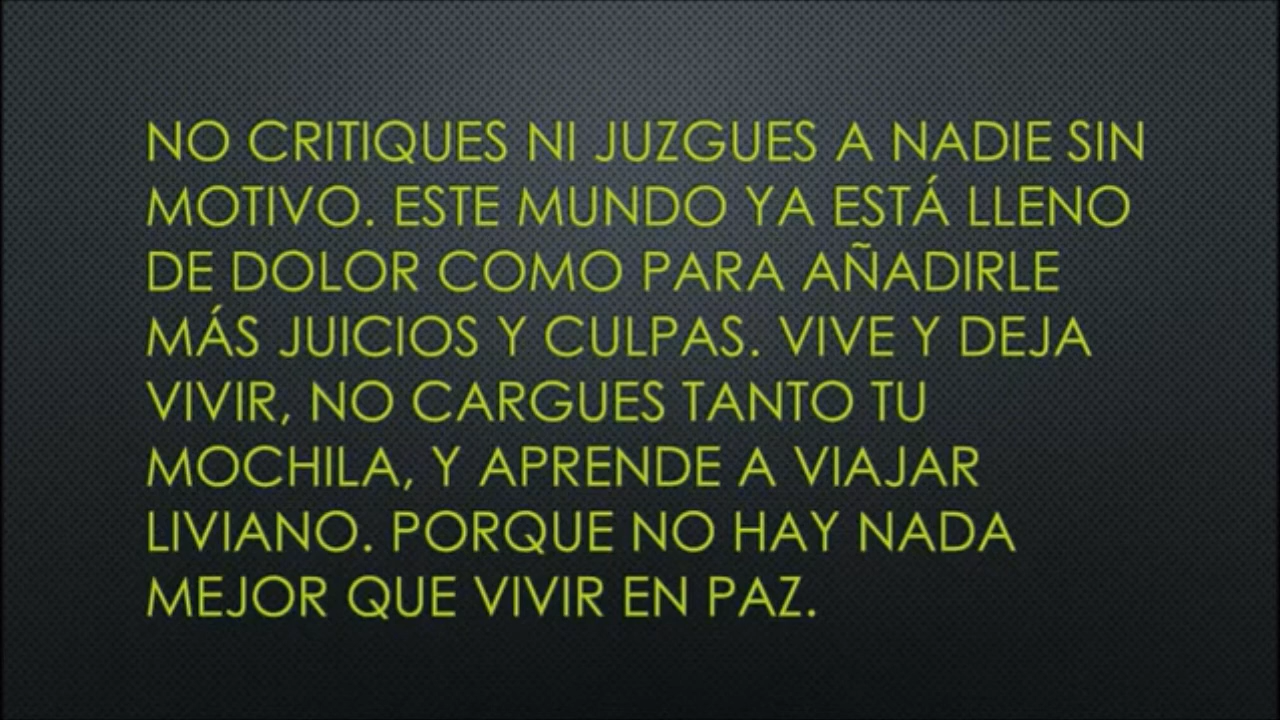 NO CRITIQUES NI JUZGUES A NADIE SIN
MOTIVO. ESTE MUNDO YA ESTÁ LLENO
DE DOLOR COMO PARA AÑADIRLE
MÁS JUICIOS Y CULPAS. VIVE Y DEJA
VIVIR, NO CARGUES TANTO TU
MOCHILA, Y APRENDE A VIAJAR
LIVIANO. PORQUE NO HAY NADA
MEJOR QUE VIVIR EN PAZ.